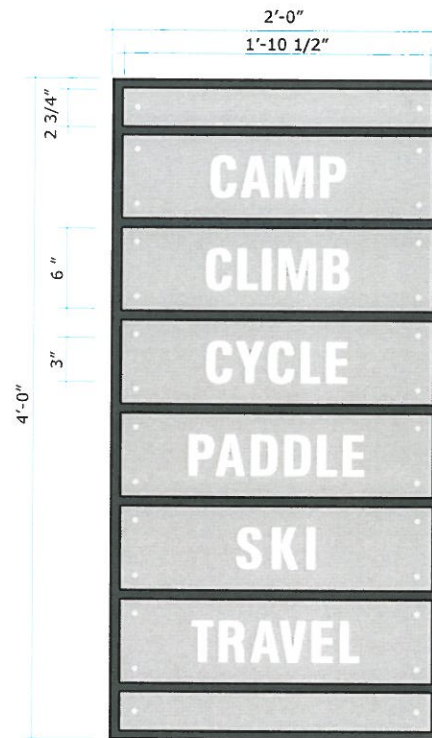 2'-0"
1'-10 1/2"
2 3/4"
CAMP
6"
CLIMB
3"
CYCLE
4'-0"
PADDLE
SKI
TRAVEL